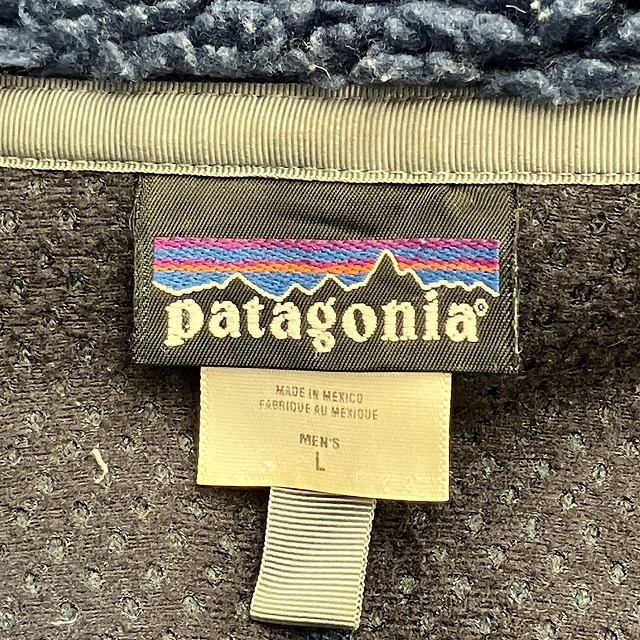 patagonia®
MADE IN MEXICO
FABRIQUE AU MEXIQUE
MEN'S
L